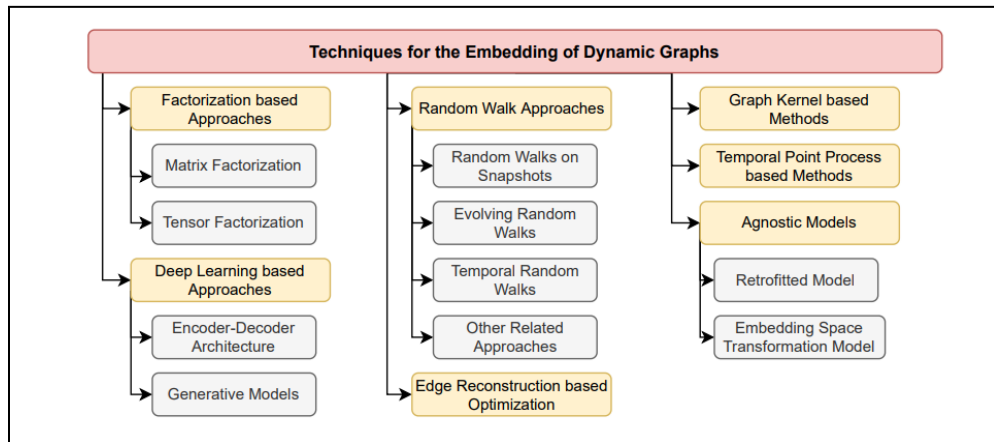 Techniques for the Embedding of Dynamic Graphs
Factorization based
Approaches
Matrix Factorization
Tensor Factorization
Deep Learning based
Approaches
Encoder-Decoder
Architecture
Generative Models
Random Walk Approaches
Random Walks on
Snapshots
Evolving Random
Walks
Temporal Random
Walks
Other Related
Approaches
Edge Reconstruction based
Optimization
Graph Kernel based
Methods
Temporal Point Process
based Methods
Agnostic Models
Retrofitted Model
Embedding Space
Transformation Model